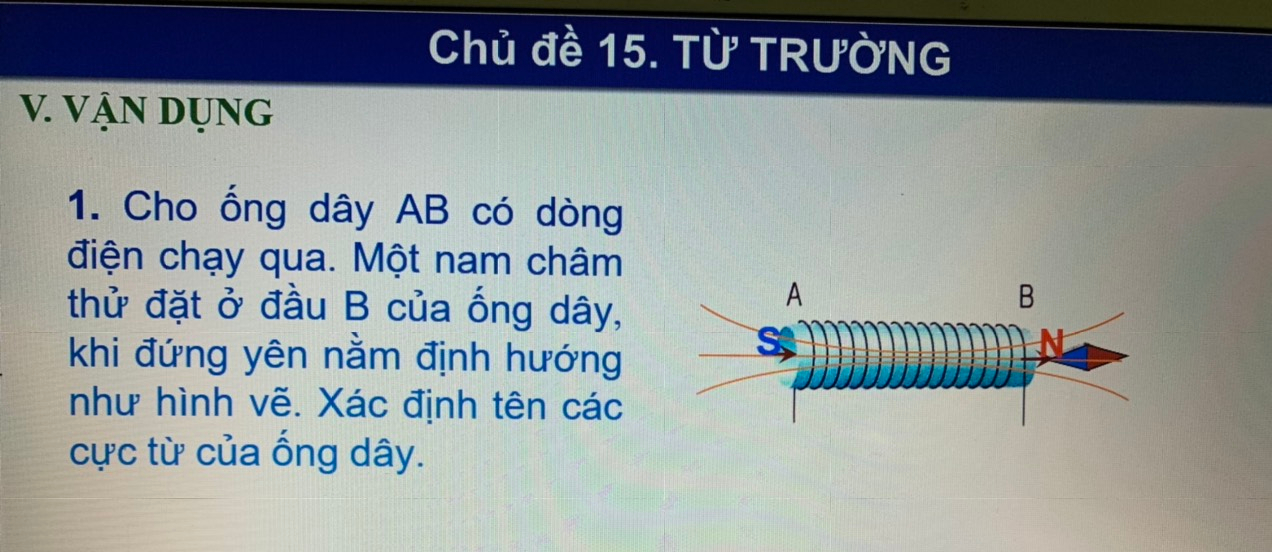 Chủ đề 15. TỪ TRƯỜNG
V. VẬN DỤNG
1. Cho ống dây AB có dòng
điện chạy qua. Một nam châm
thử đặt ở đầu B của ống dây,
khi đứng yên nằm định hướng
như hình vẽ. Xác định tên các
cực từ của ống dây.
A
B
S
N